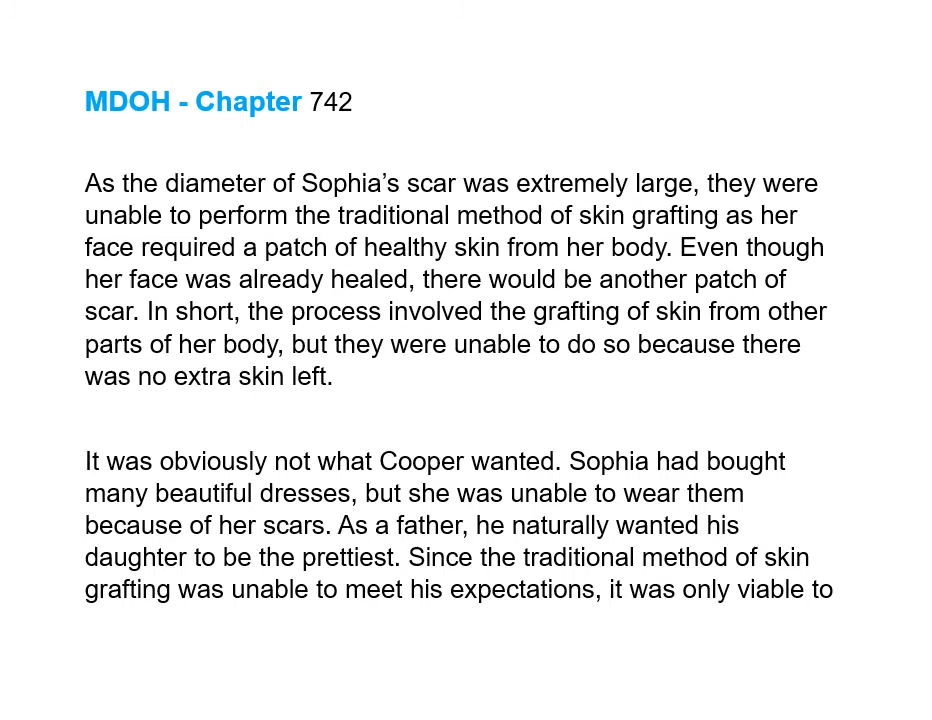 MDOH - Chapter 742
As the diameter of Sophia’s scar was extremely large, they were
unable to perform the traditional method of skin grafting as her
face required a patch of healthy skin from her body. Even though
her face was already healed, there would be another patch of
scar. In short, the process involved the grafting of skin from other
parts of her body, but they were unable to do so because there
was no extra skin left.
It was obviously not what Cooper wanted. Sophia had bought
many beautiful dresses, but she was unable to wear them
because of her scars. As a father, he naturally wanted his
daughter to be the prettiest. Since the traditional method of skin
grafting was unable to meet his expectations, it was only viable to